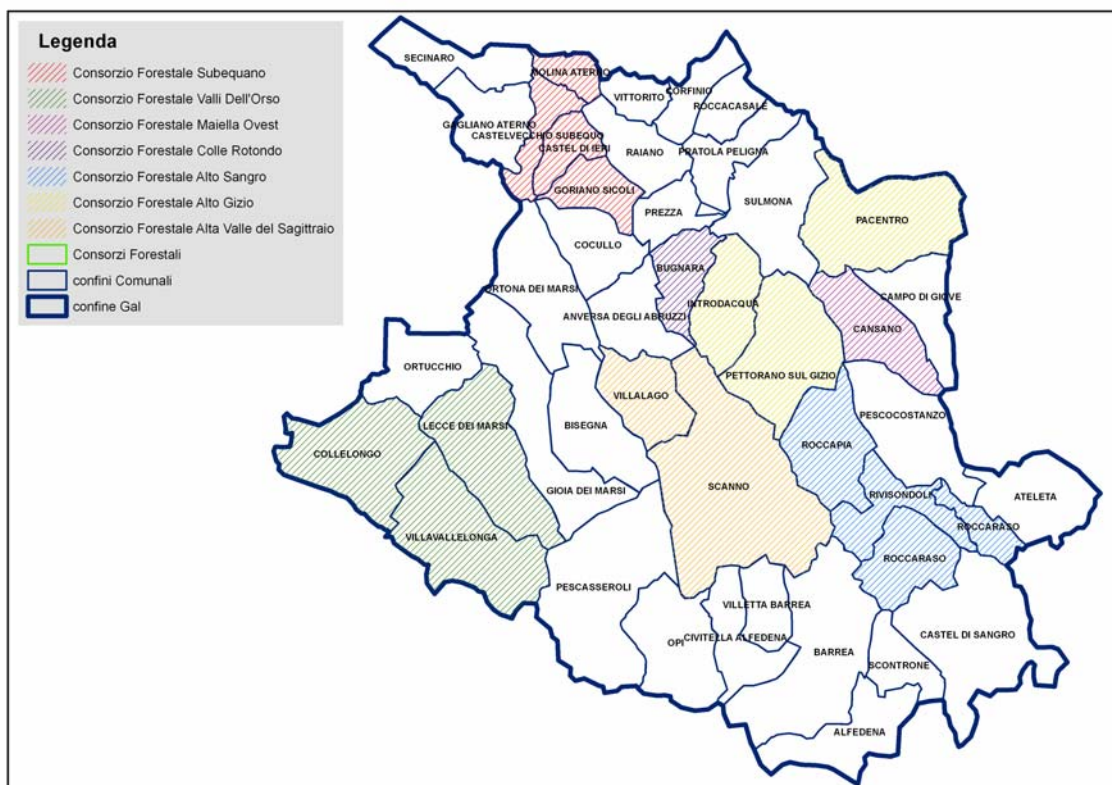 Legenda
Consorzio Forestale Subequano
Consorzio Forestale Valli Dell'Orso
Consorzio Forestale Maiella Ovest
Consorzio Forestale Colle Rotondo
Consorzio Forestale Alto Sangro
Consorzio Forestale Alto Gizio
Consorzio Forestale Alta Valle del Sagittraio
Consorzi Forestali
confini Comunali
confine Gal
SECINARO
MOLINA ATERNO
VITTORITO
CORFINIO
ROCCACASALE
GAGLIANO ATERNO
CASTELVECCHIO SUBEQUO
CASTEL DI IERI
RAIANO
PRATOLA PELIGNA
GORIANO SICOLI
PREZZA
SULMONA
PACENTRO
COCULLO
BUGNARA
ORTONA DEI MARSI
ANVERSA DEGLI ABRUZZI
INTRODACQUA
CAMPO DI GIOVE
CANSANO
ORTUCCHIO
VILLALAGO
PETTORANO SUL GIZIO
PESCOCOSTANZO
COLLELONGO
LECCE DEI MARSI
BISEGNA
ROCCAPIA
SCANNO
GIOIA DEI MARSI
RIVISONDOLI
ATELETA
VILLAVALLELONGA
ROCCARASO
ROCCARASO
PESCASSEROLI
VILLETTA BARREA
OPI
CIVITELLA ALFEDENA
BARREA
SCONTRONE
CASTEL DI SANGRO
ALFEDENA